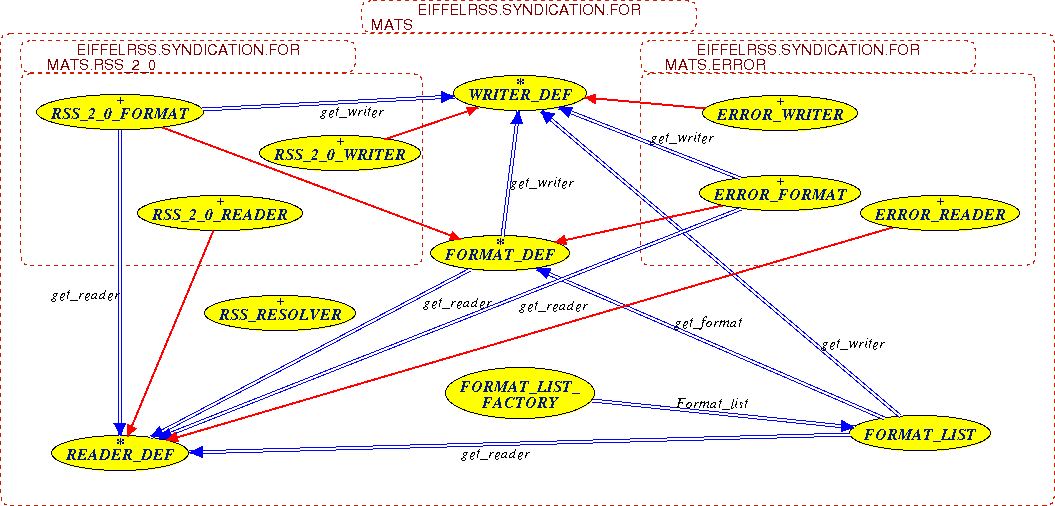 EIFFELRSS.SYNDICATION.FOR
MATS
EIFFELRSS.SYNDICATION.FOR
MATS.RSS_2_0
EIFFELRSS.SYNDICATION.FOR
MATS.ERROR
*
WRITER_DEF
+
RSS_2_0_FORMAT
get_writer
+
ERROR_WRITER
get_writer
+
RSS_2_0_WRITER
get_writer
+
ERROR_FORMAT
+
RSS_2_0_READER
+
ERROR_READER
*
FORMAT_DEF
get_reader
get_reader
get_reader
+
RSS_RESOLVER
get_format
get_writer
FORMAT_LIST_
FACTORY
Format_list
FORMAT_LIST
*
READER_DEF
get_reader